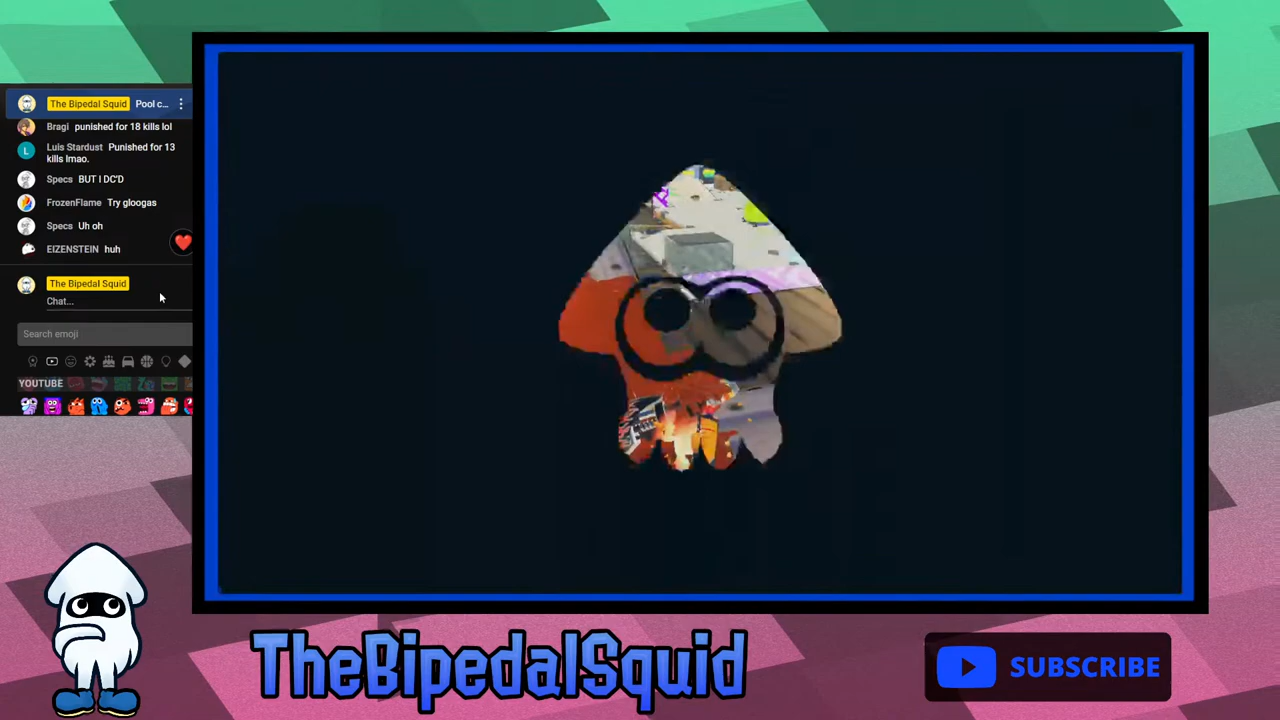 The Bipedal Squid Pool c...
Bragi punished for 18 kills lol
Luis Stardust Punished for 13
kills lmao.
Specs BUT I DC'D
FrozenFlame Try gloogas
Specs Uh oh
EIZENSTEIN huh
The Bipedal Squid
Chat...
Search emoji
YOUTUBE
L
TheBipedalSquid
SUBSCRIBE